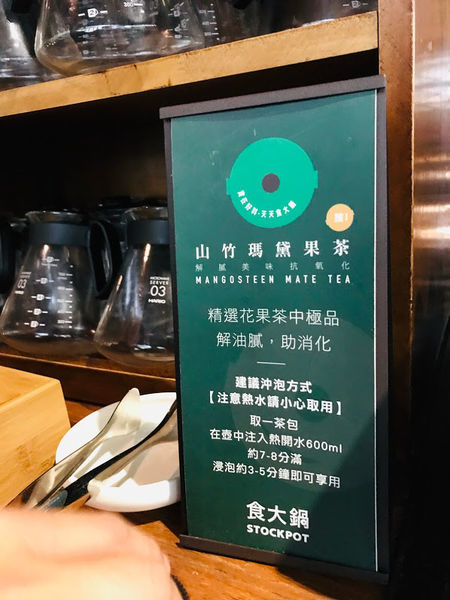 山竹瑪黛果茶
解膩美味抗氧化
MANGOSTEEN MATE TEA
精選花果茶中極品
解油膩，助消化
建議沖泡方式
【注意熱水請小心取用】
取一茶包
在壺中注入熱開水600ml
約7-8分滿
浸泡約3-5分鐘即可享用
食大鍋
STOCKPOT
SERVER
03
HARIO
03